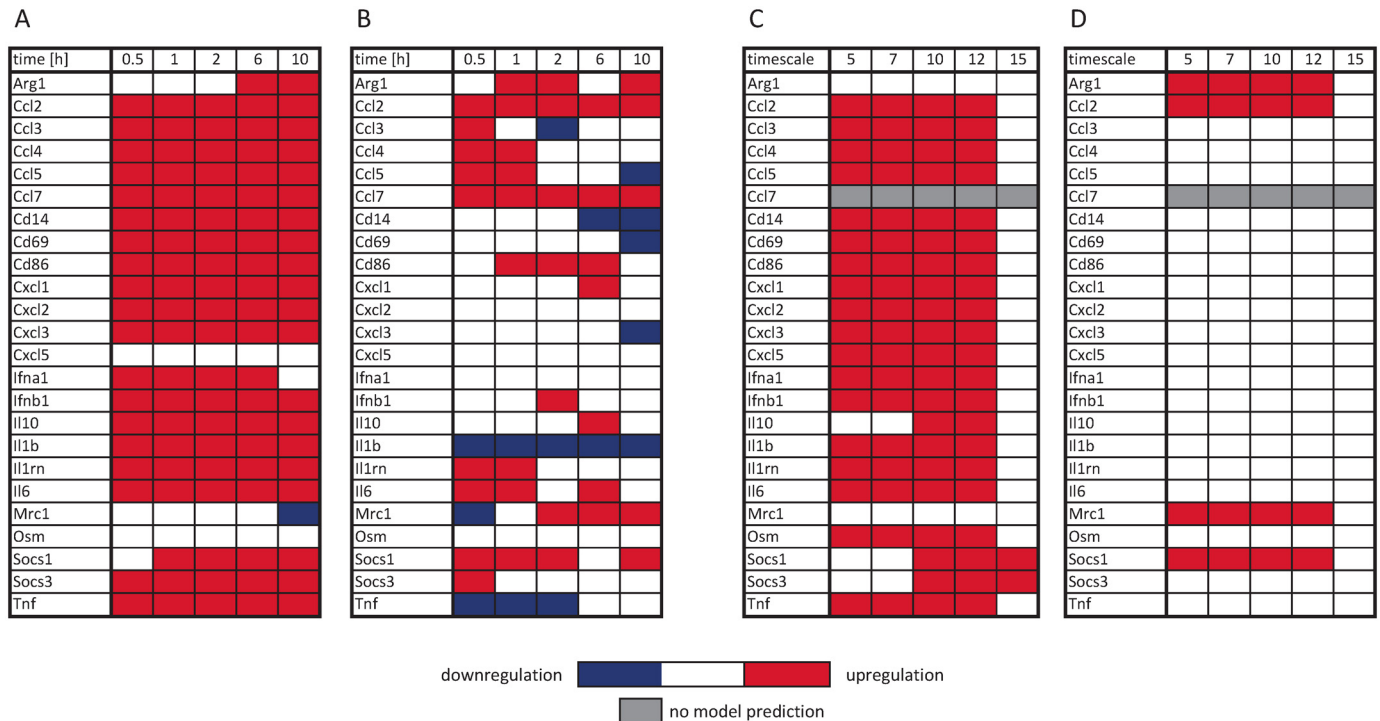 A B C D
time [h] 0.5 1 2 6 10 time [h] 0.5 1 2 6 10 timescale 5 7 10 12 15 timescale 5 7 10 12 15
Arg1 Arg1 Arg1 Arg1
Ccl2 Ccl2 Ccl2 Ccl2
Ccl3 Ccl3 Ccl3 Ccl3
Ccl4 Ccl4 Ccl4 Ccl4
Ccl5 Ccl5 Ccl5 Ccl5
Ccl7 Ccl7 Ccl7 Ccl7
Cd14 Cd14 Cd14 Cd14
Cd69 Cd69 Cd69 Cd69
Cd86 Cd86 Cd86 Cd86
Cxcl1 Cxcl1 Cxcl1 Cxcl1
Cxcl2 Cxcl2 Cxcl2 Cxcl2
Cxcl3 Cxcl3 Cxcl3 Cxcl3
Cxcl5 Cxcl5 Cxcl5 Cxcl5
Ifna1 Ifna1 Ifna1 Ifna1
Ifnb1 Ifnb1 Ifnb1 Ifnb1
Il10 Il10 Il10 Il10
Il1b Il1b Il1b Il1b
Il1rn Il1rn Il1rn Il1rn
Il6 Il6 Il6 Il6
Mrc1 Mrc1 Mrc1 Mrc1
Osm Osm Osm Osm
Socs1 Socs1 Socs1 Socs1
Socs3 Socs3 Socs3 Socs3
Tnf Tnf Tnf Tnf
downregulation upregulation
no model prediction